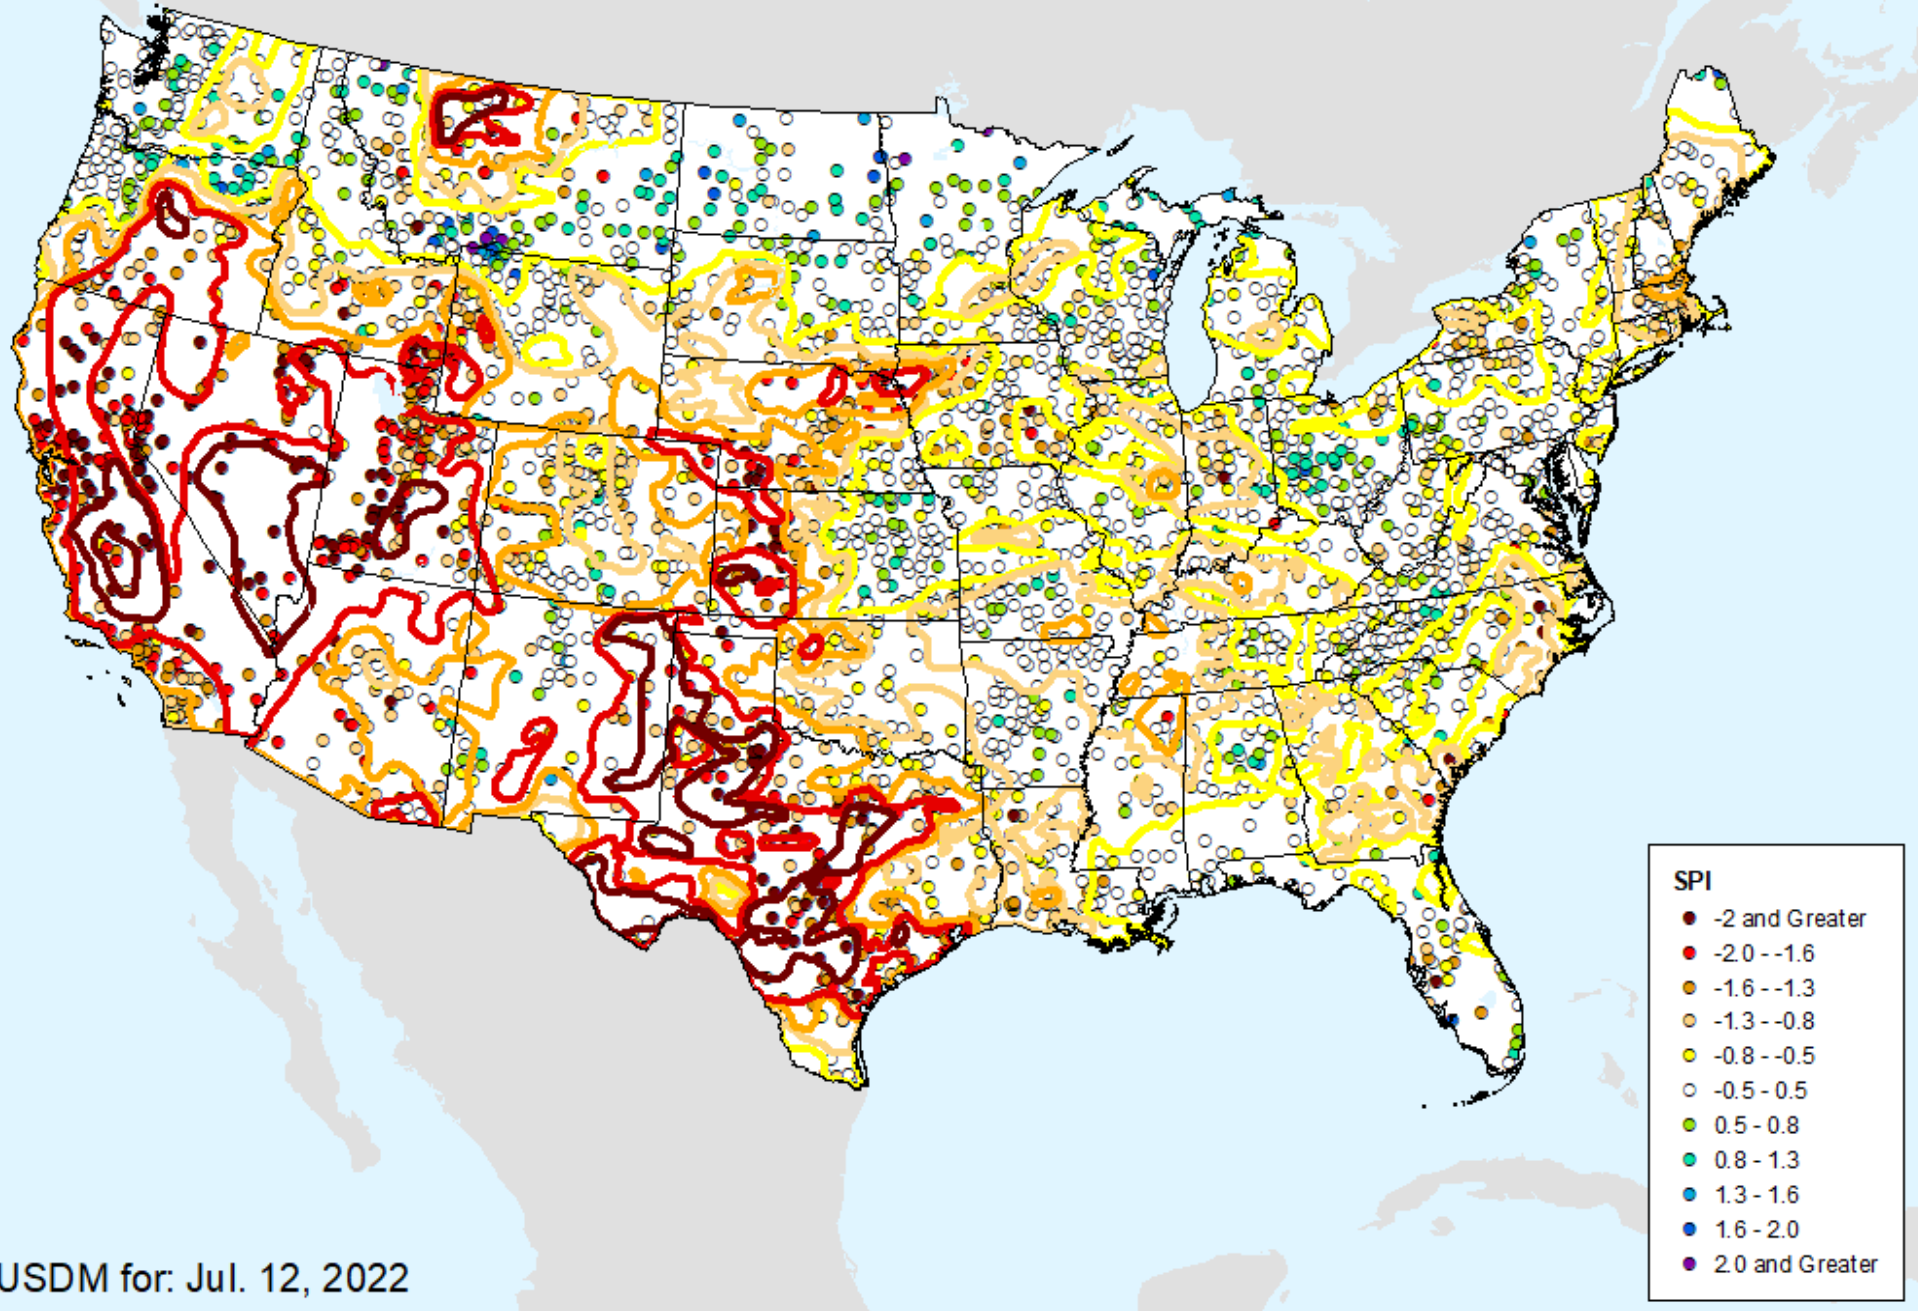 SPI
-2 and Greater
-2.0 - -1.6
-1.6 - -1.3
-1.3 - -0.8
-0.8 - -0.5
-0.5 - 0.5
0.5 - 0.8
0.8 - 1.3
1.3 - 1.6
1.6 - 2.0
2.0 and Greater
USDM for: Jul. 12, 2022